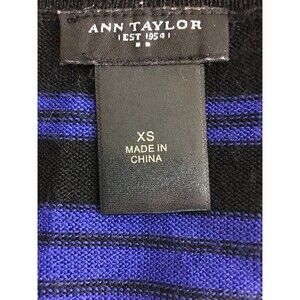 ANN TAYLOR
EST 1954
XS
MADE IN
CHINA